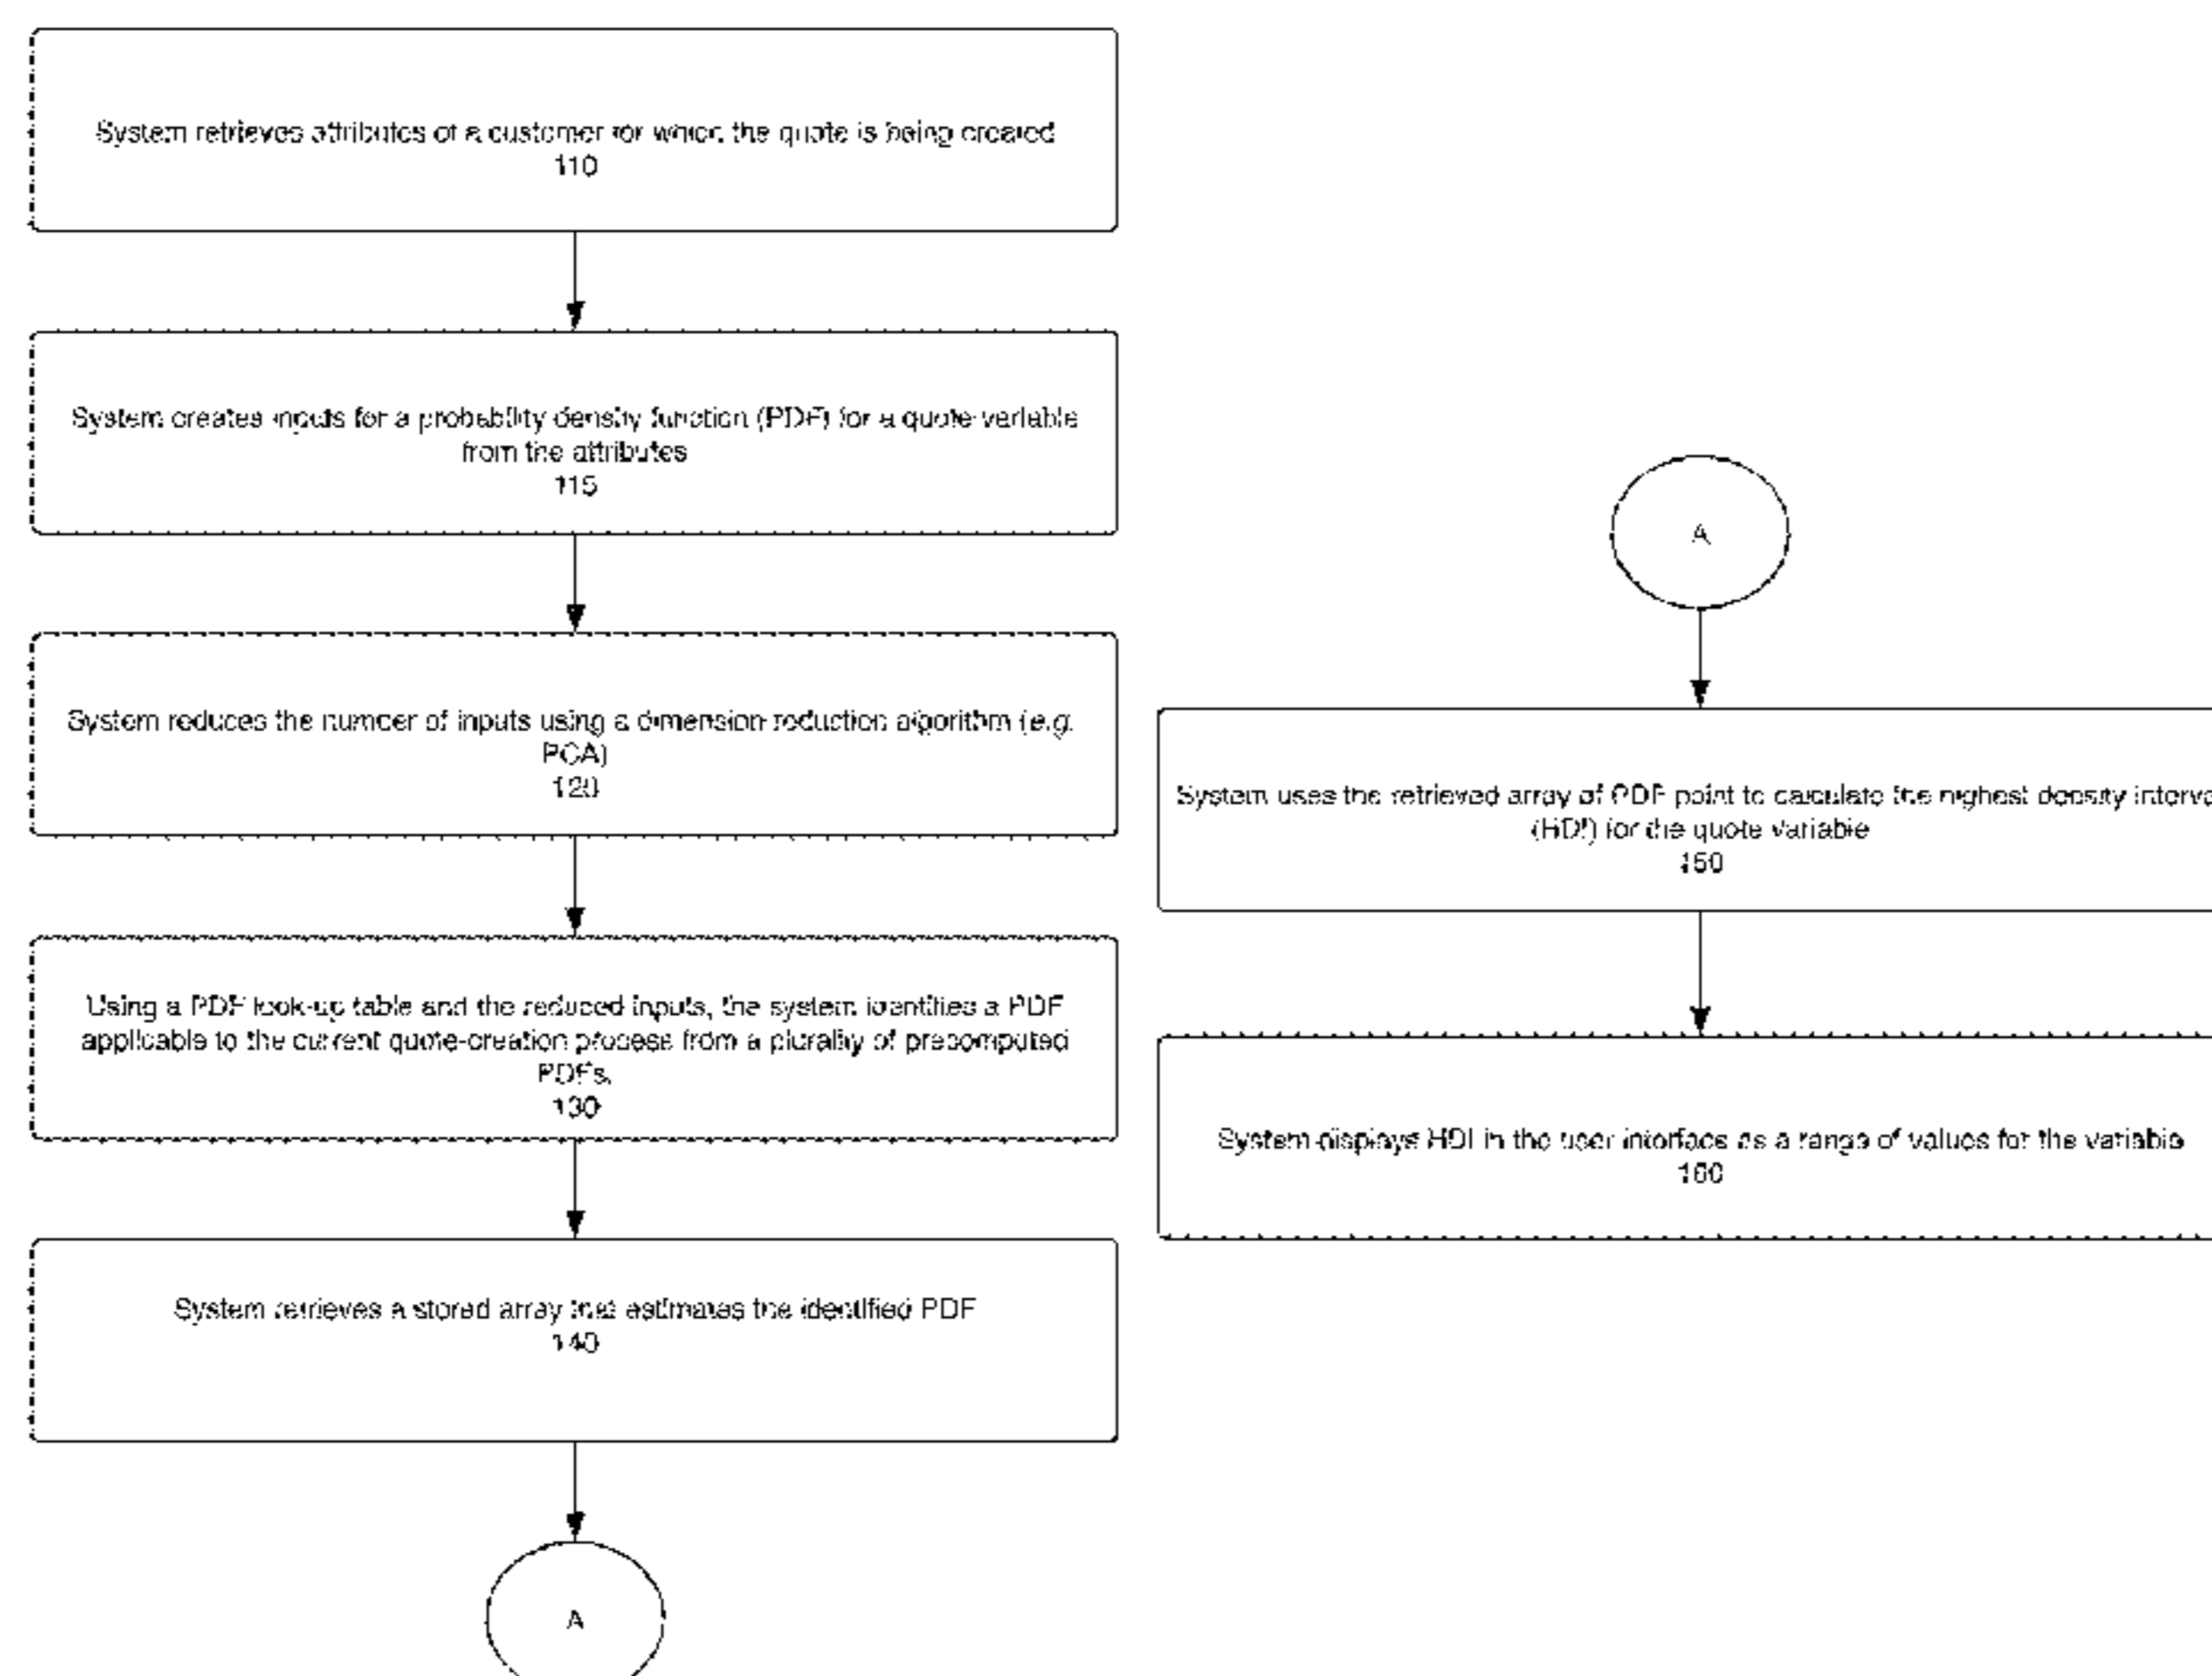 System retrieves attributes of a customer for which the quote is being created
110
System creates inputs for a probability density function (PDF) for a quote variable
from the attributes
115
System reduces the number of inputs using a dimension-reduction algorithm (e.g.
PCA)
120
Using a PDF look-up table and the reduced inputs, the system identifies a PDF
applicable to the current quote-creation process from a plurality of precomputed
PDFs.
130
System retrieves a stored array that estimates the identified PDF
140
A
A
System uses the retrieved array of PDF point to calculate the highest density interva
(HDI) for the quote variable
150
System displays HDI in the user interface as a range of values for the variable
160